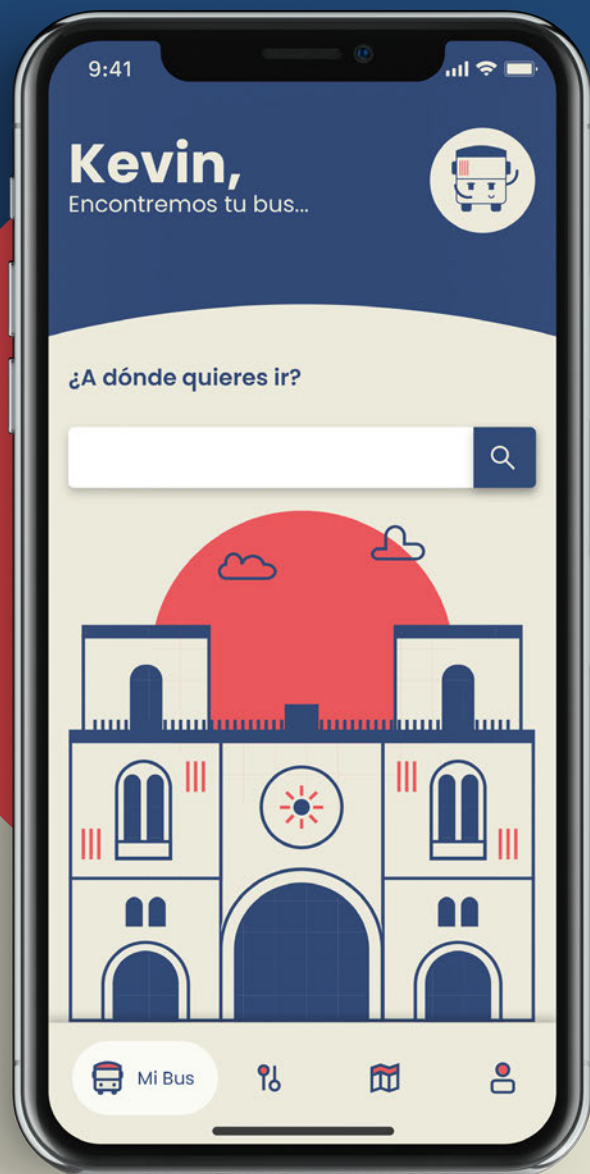 9:41
Kevin,
Encontremos tu bus...
¿A dónde quieres ir?
Mi Bus